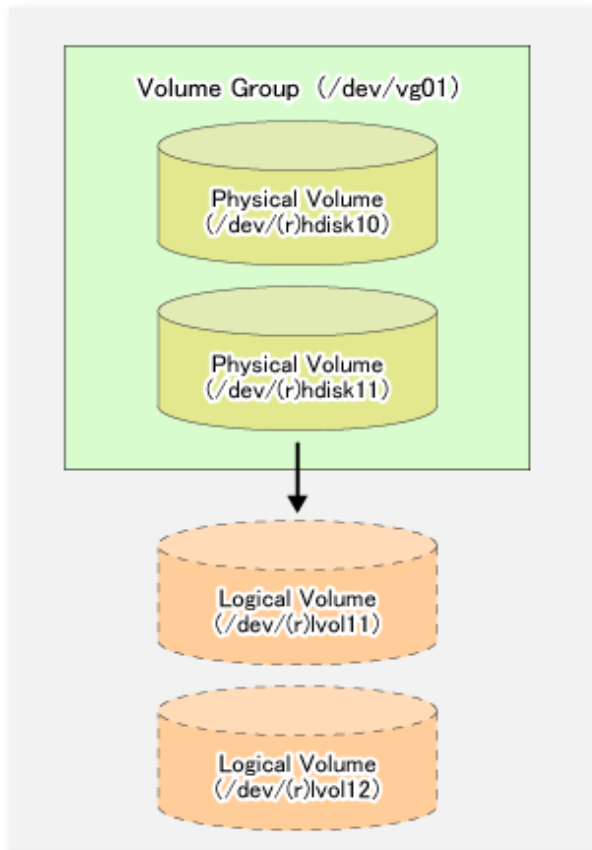 Volume Group (/dev/vg01)
Physical Volume
(/dev/(r)hdisk10)
Physical Volume
(/dev/(r)hdisk11)
Logical Volume
(/dev/(r)lvol11)
Logical Volume
(/dev/(r)lvol12)